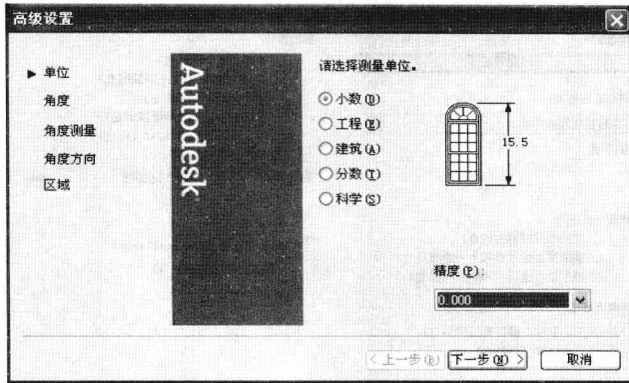 高级设置
单位
角度
角度测量
角度方向
区域
Autodesk
请选择测量单位。
小数(D)
工程(E)
建筑(A)
分数(T)
科学(S)
15.5
精度(P):
0.000
<上一步(B)
下一步(N)>
取消